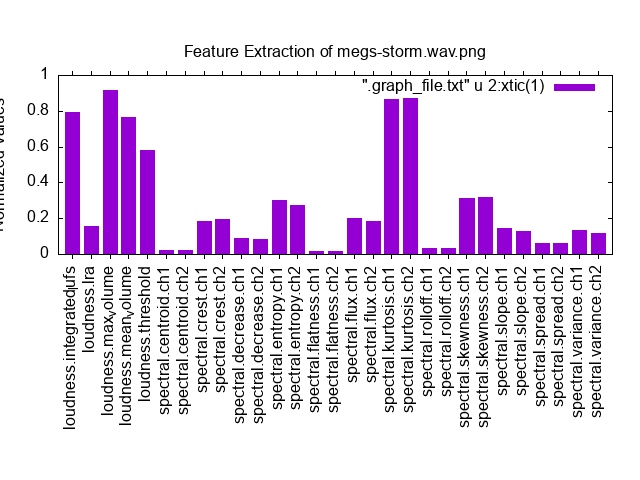 Feature Extraction of megs-storm.wav.png
Normalized Values
".graph_file.txt" u 2:xtic(1)
1
0.8
0.6
0.4
0.2
0
loudness.integratedlufs
loudness.lra
loudness.maxvolume
loudness.meanvolume
loudness.threshold
spectral.centroid.ch1
spectral.centroid.ch2
spectral.crest.ch1
spectral.crest.ch2
spectral.decrease.ch1
spectral.decrease.ch2
spectral.entropy.ch1
spectral.entropy.ch2
spectral.flatness.ch1
spectral.flatness.ch2
spectral.flux.ch1
spectral.flux.ch2
spectral.kurtosis.ch1
spectral.kurtosis.ch2
spectral.rolloff.ch1
spectral.rolloff.ch2
spectral.skewness.ch1
spectral.skewness.ch2
spectral.slope.ch1
spectral.slope.ch2
spectral.spread.ch1
spectral.spread.ch2
spectral.variance.ch1
spectral.variance.ch2